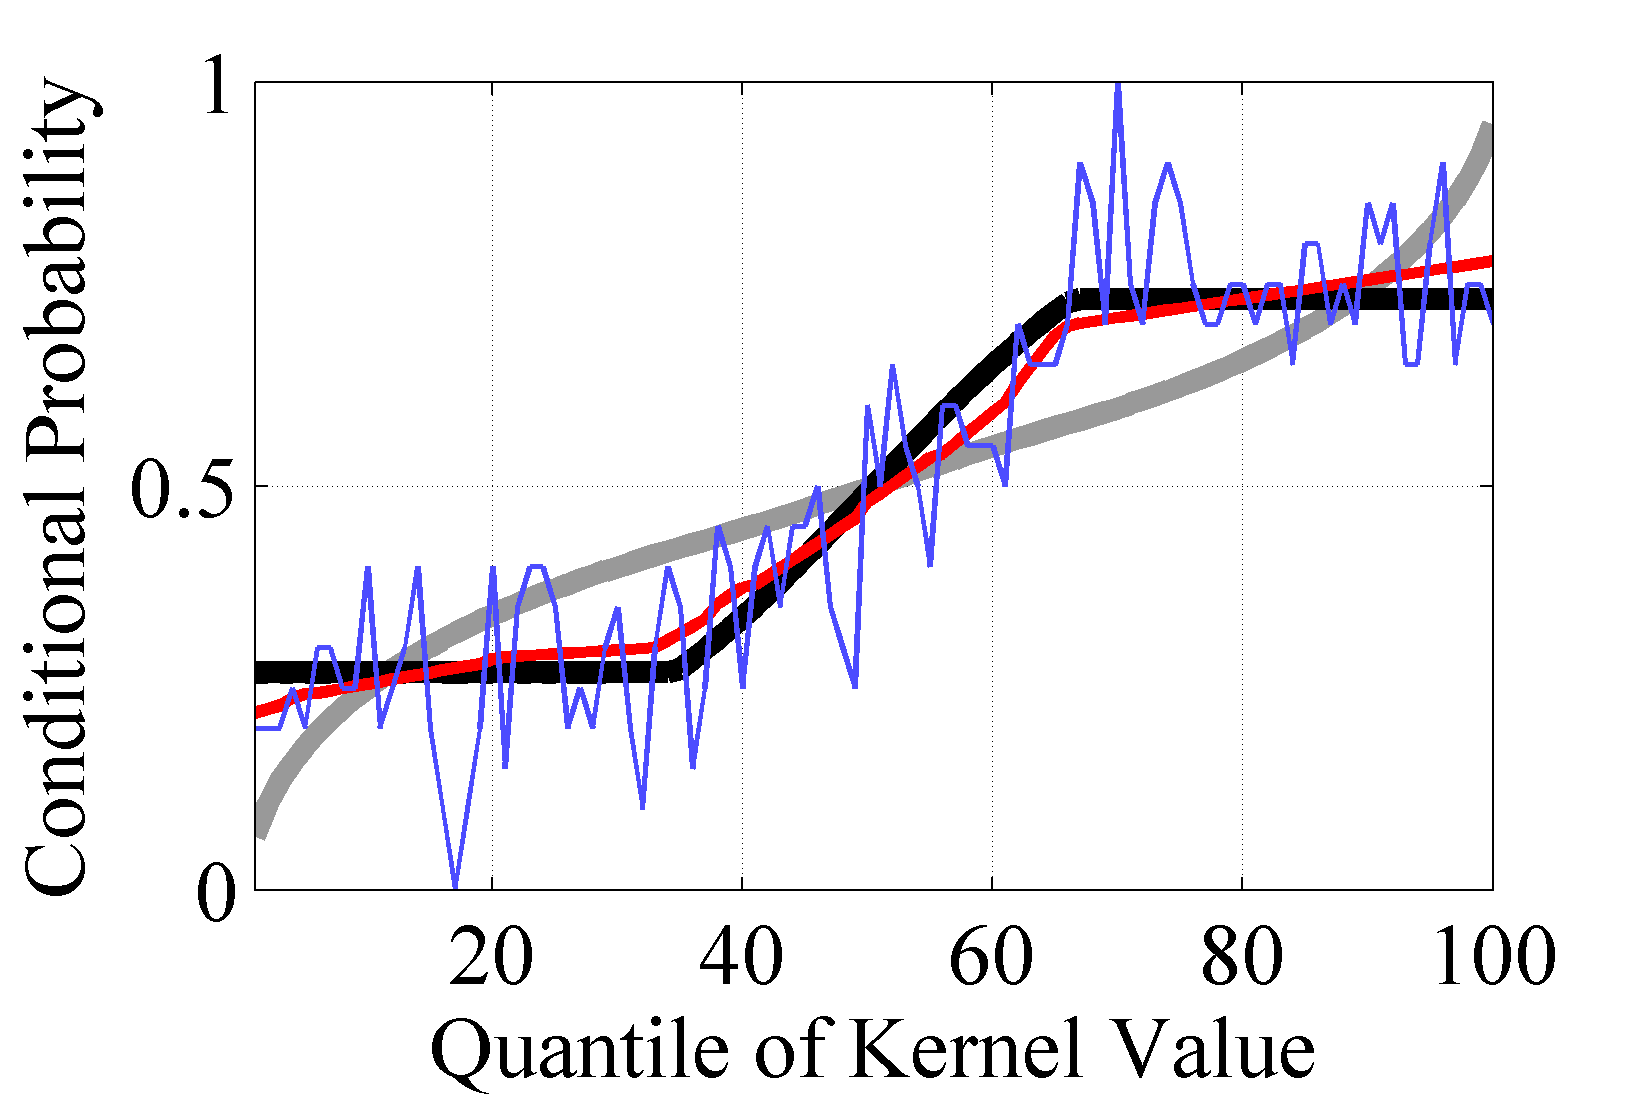 Conditional Probability
1
0.5
0
20 40 60 80 100
Quantile of Kernel Value